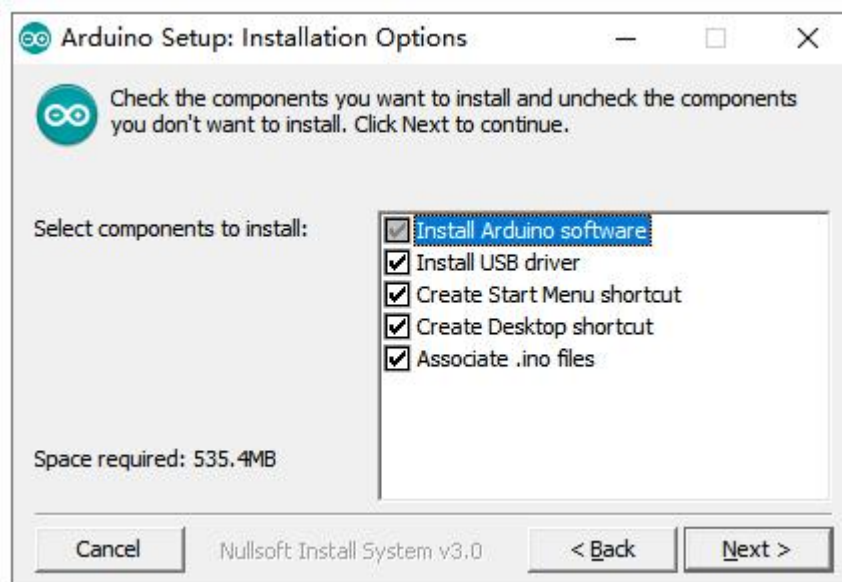 Arduino Setup: Installation Options
Check the components you want to install and uncheck the components
you don't want to install. Click Next to continue.
Select components to install:
Install Arduino software
Install USB driver
Create Start Menu shortcut
Create Desktop shortcut
Associate .ino files
Space required: 535.4MB
Cancel
Nullsoft Install System v3.0
< Back
Next >